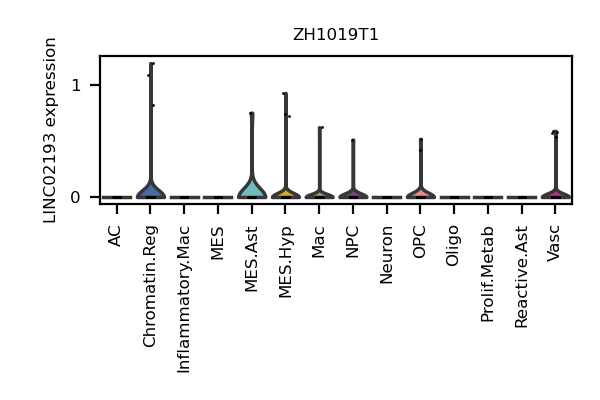 ZH1019T1
LINC02193 expression
1
0
AC
Chromatin.Reg
Inflammatory.Mac
MES
MES.Ast
MES.Hyp
Mac
NPC
Neuron
OPC
Oligo
Prolif.Metab
Reactive.Ast
Vasc